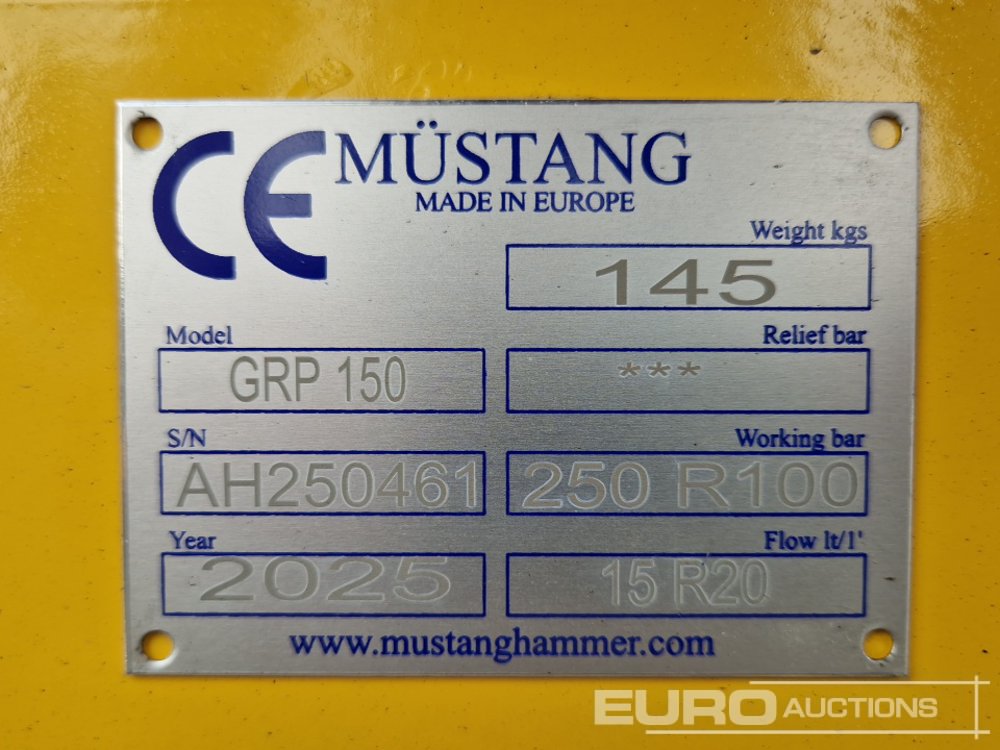 CE MÜSTANG
MADE IN EUROPE
Weight kgs
145
Model
GRP 150
Relief bar
***
S/N
AH250461
Working bar
250 R100
Year
2025
Flow lt/1'
15 R20
www.mustanghammer.com
EURO AUCTIONS